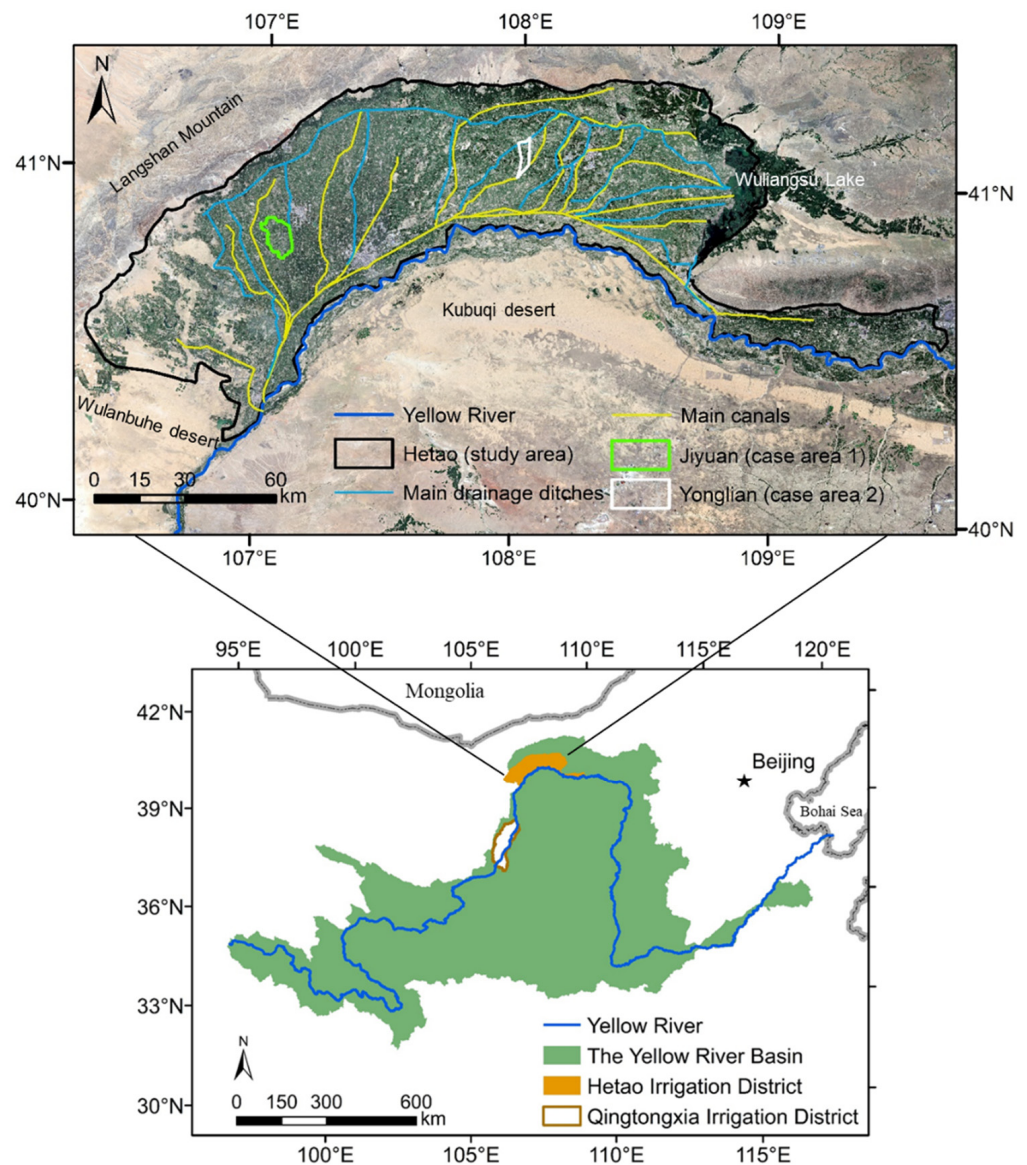 107°E 108°E 109°E
N
Langshan Mountain
41°N
41°N
Wuliangsu Lake
Kubuqi desert
Wulanbuhe desert
Yellow River
Main canals
Hetao (study area)
Jiyuan (case area 1)
Main drainage ditches
Yonglian (case area 2)
0 15 30 60
km
40°N
40°N
107°E 108°E 109°E
95°E 100°E 105°E 110°E 115°E 120°E
Mongolia
42°N
Beijing
39°N
Bohai Sea
36°N
33°N
Yellow River
N
The Yellow River Basin
Hetao Irrigation District
0 150 300 600
km
Qingtongxia Irrigation District
30°N
100°E 105°E 110°E 115°E